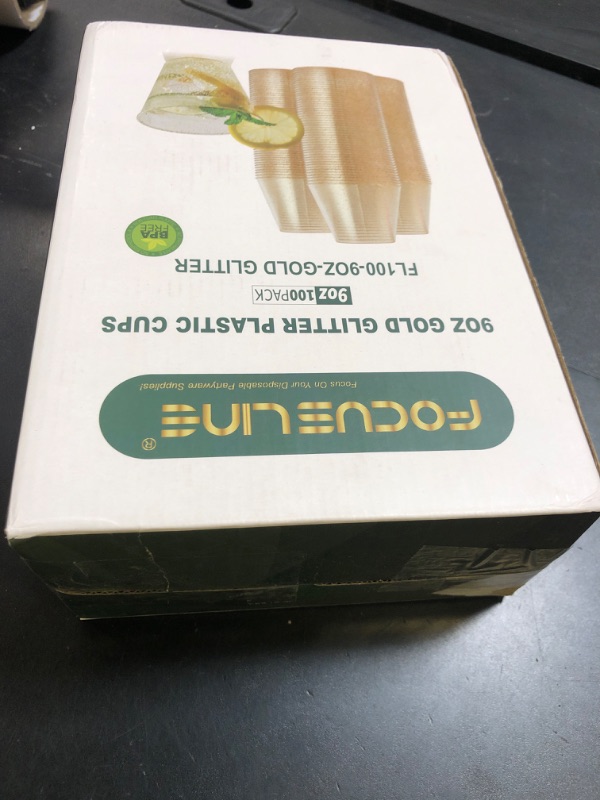 FOCUSLINE®
Focus On Your Disposable Partyware Supplies!
9OZ GOLD GLITTER PLASTIC CUPS
9OZ 100PACK
FL100-9OZ-GOLD GLITTER
BPA
FREE